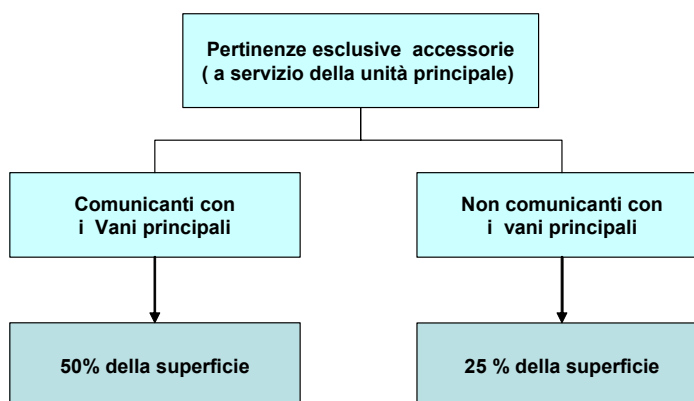 Pertinenze esclusive accessorie
( a servizio della unità principale)
Comunicanti con
i Vani principali
Non comunicanti con
i vani principali
50% della superficie
25 % della superficie